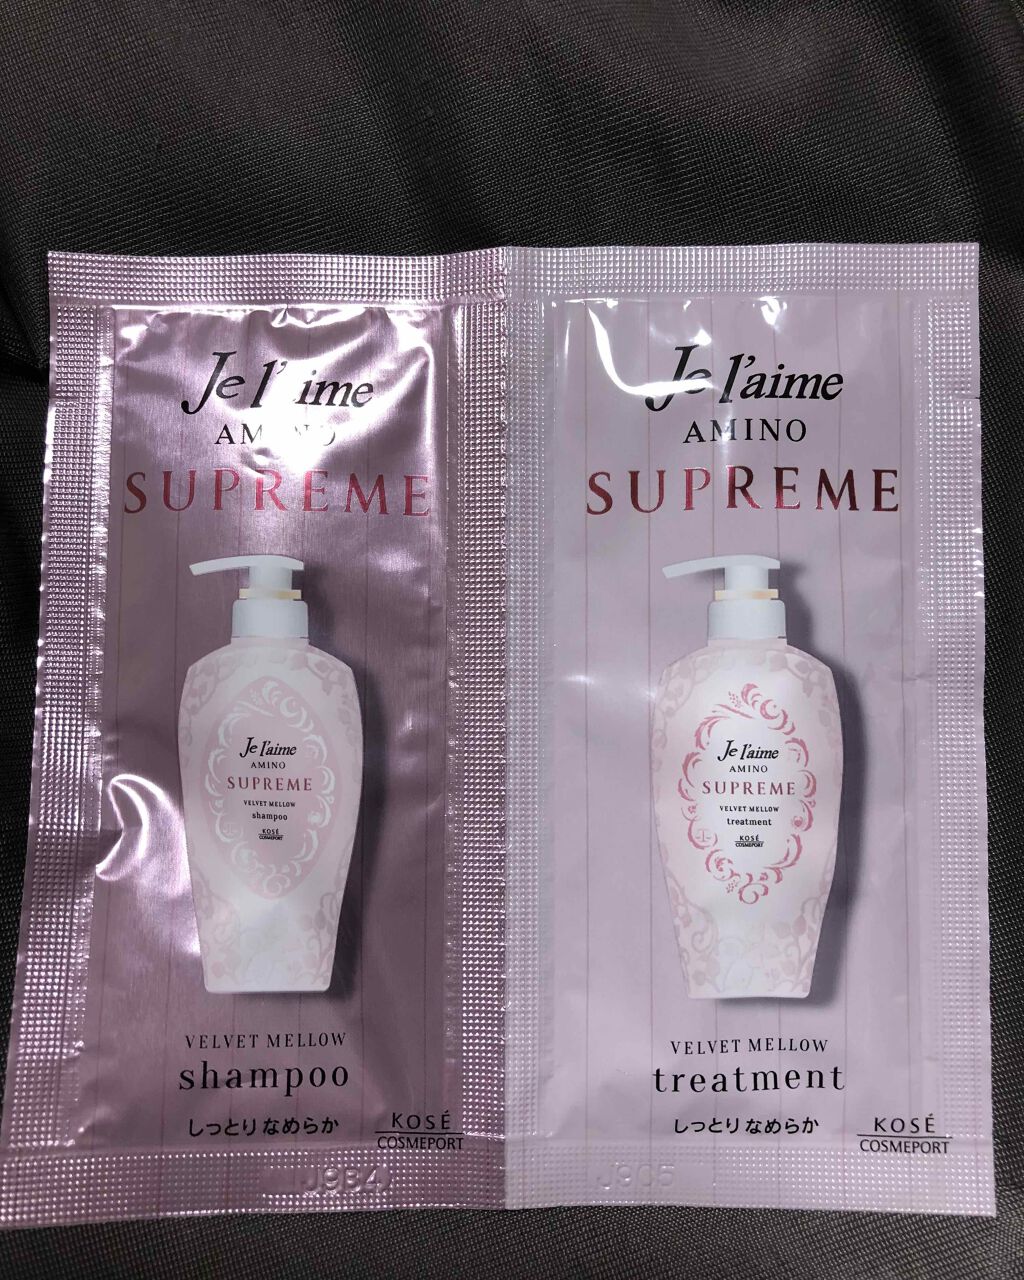 Je l'aime
AMINO
SUPREME
Je l'aime
AMINO
SUPREME
VELVET MELLOW
shampoo
KOSÉ
COSMEPORT
VELVET MELLOW
shampoo
しっとりなめらか
KOSÉ
COSMEPORT
Je l'aime
AMINO
SUPREME
Je l'aime
AMINO
SUPREME
VELVET MELLOW
treatment
KOSÉ
COSMEPORT
VELVET MELLOW
treatment
しっとりなめらか
KOSÉ
COSMEPORT
J905